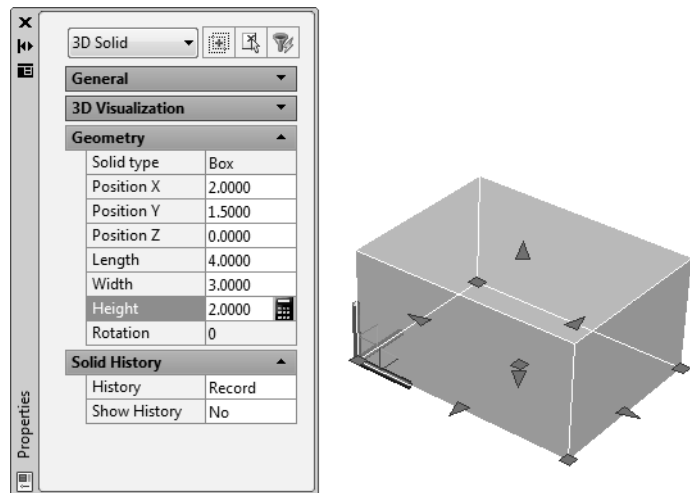 3D Solid
General
3D Visualization
Geometry
Solid type Box
Position X 2.0000
Position Y 1.5000
Position Z 0.0000
Length 4.0000
Width 3.0000
Height 2.0000
Rotation 0
Solid History
History Record
Show History No
Properties